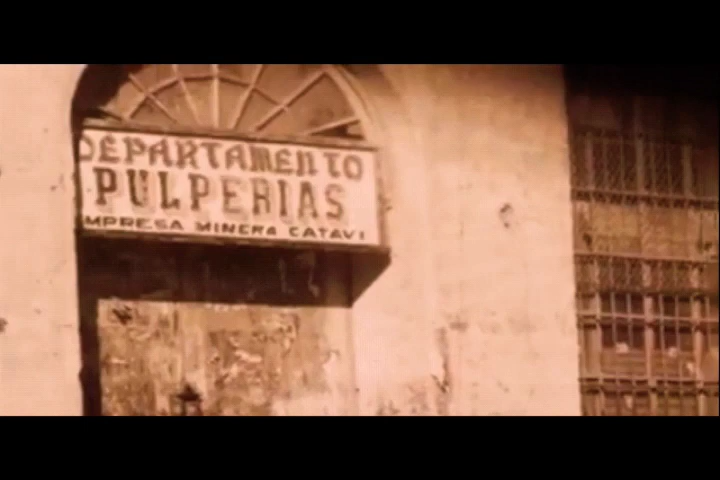 DEPARTAMENTO
PULPERIAS
MPRESA MINERA CATAVI